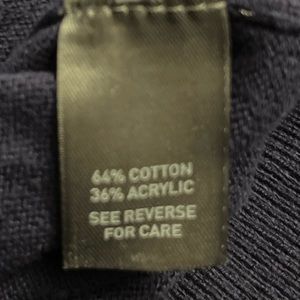 64% COTTON
36% ACRYLIC
SEE REVERSE
FOR CARE